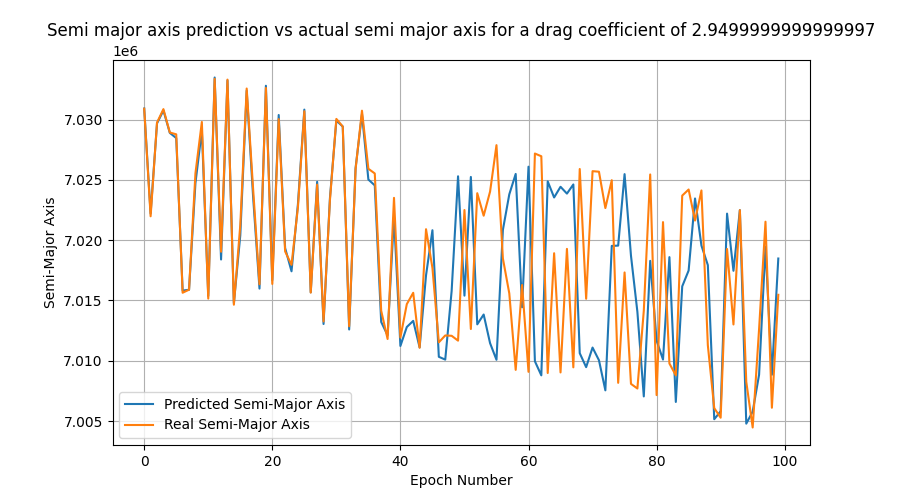 Semi major axis prediction vs actual semi major axis for a drag coefficient of 2.9499999999999997
1e6
7.030
7.025
7.020
7.015
7.010
7.005
Semi-Major Axis
Predicted Semi-Major Axis
Real Semi-Major Axis
0 20 40 60 80 100
Epoch Number